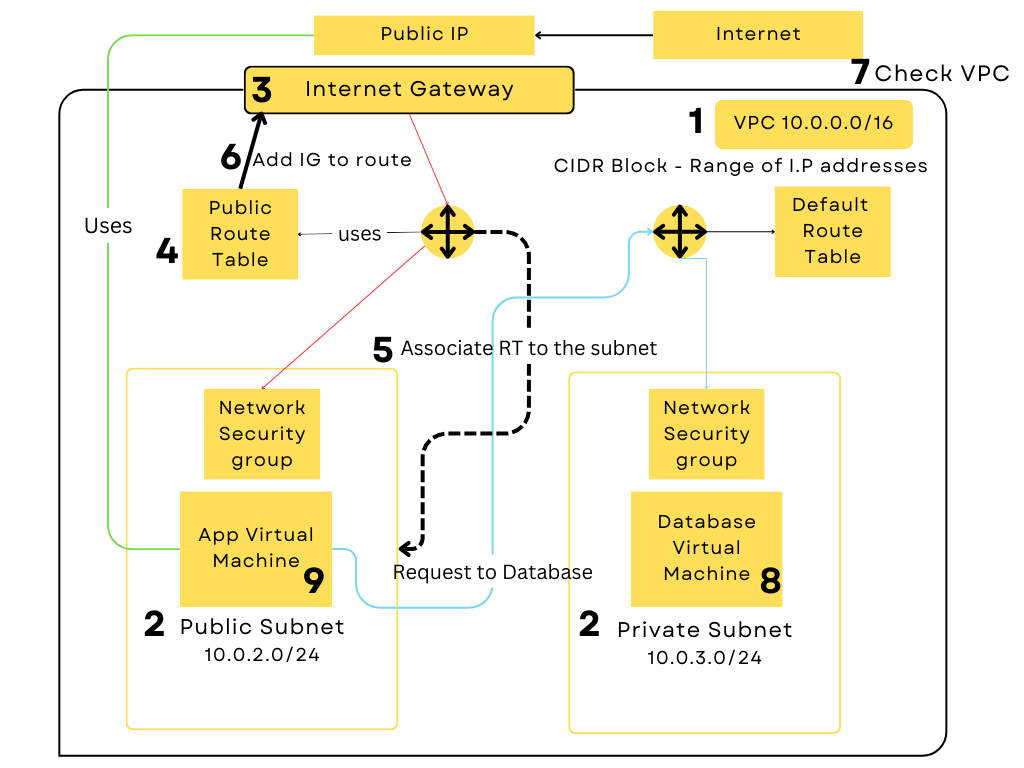 Public IP
Internet
7 Check VPC
3 Internet Gateway
1 VPC 10.0.0.0/16
CIDR Block - Range of I.P addresses
6 Add IG to route
Uses
4
Public
Route
Table
uses
Default
Route
Table
5 Associate RT to the subnet
Network
Security
group
App Virtual
Machine
9
2 Public Subnet
10.0.2.0/24
Request to Database
Network
Security
group
Database
Virtual
Machine 8
2 Private Subnet
10.0.3.0/24